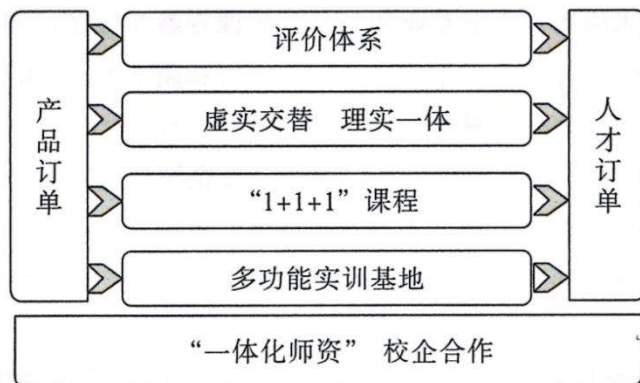 产品订单
评价体系
虚实交替 理实一体
“1+1+1”课程
多功能实训基地
人才订单
“一体化师资” 校企合作